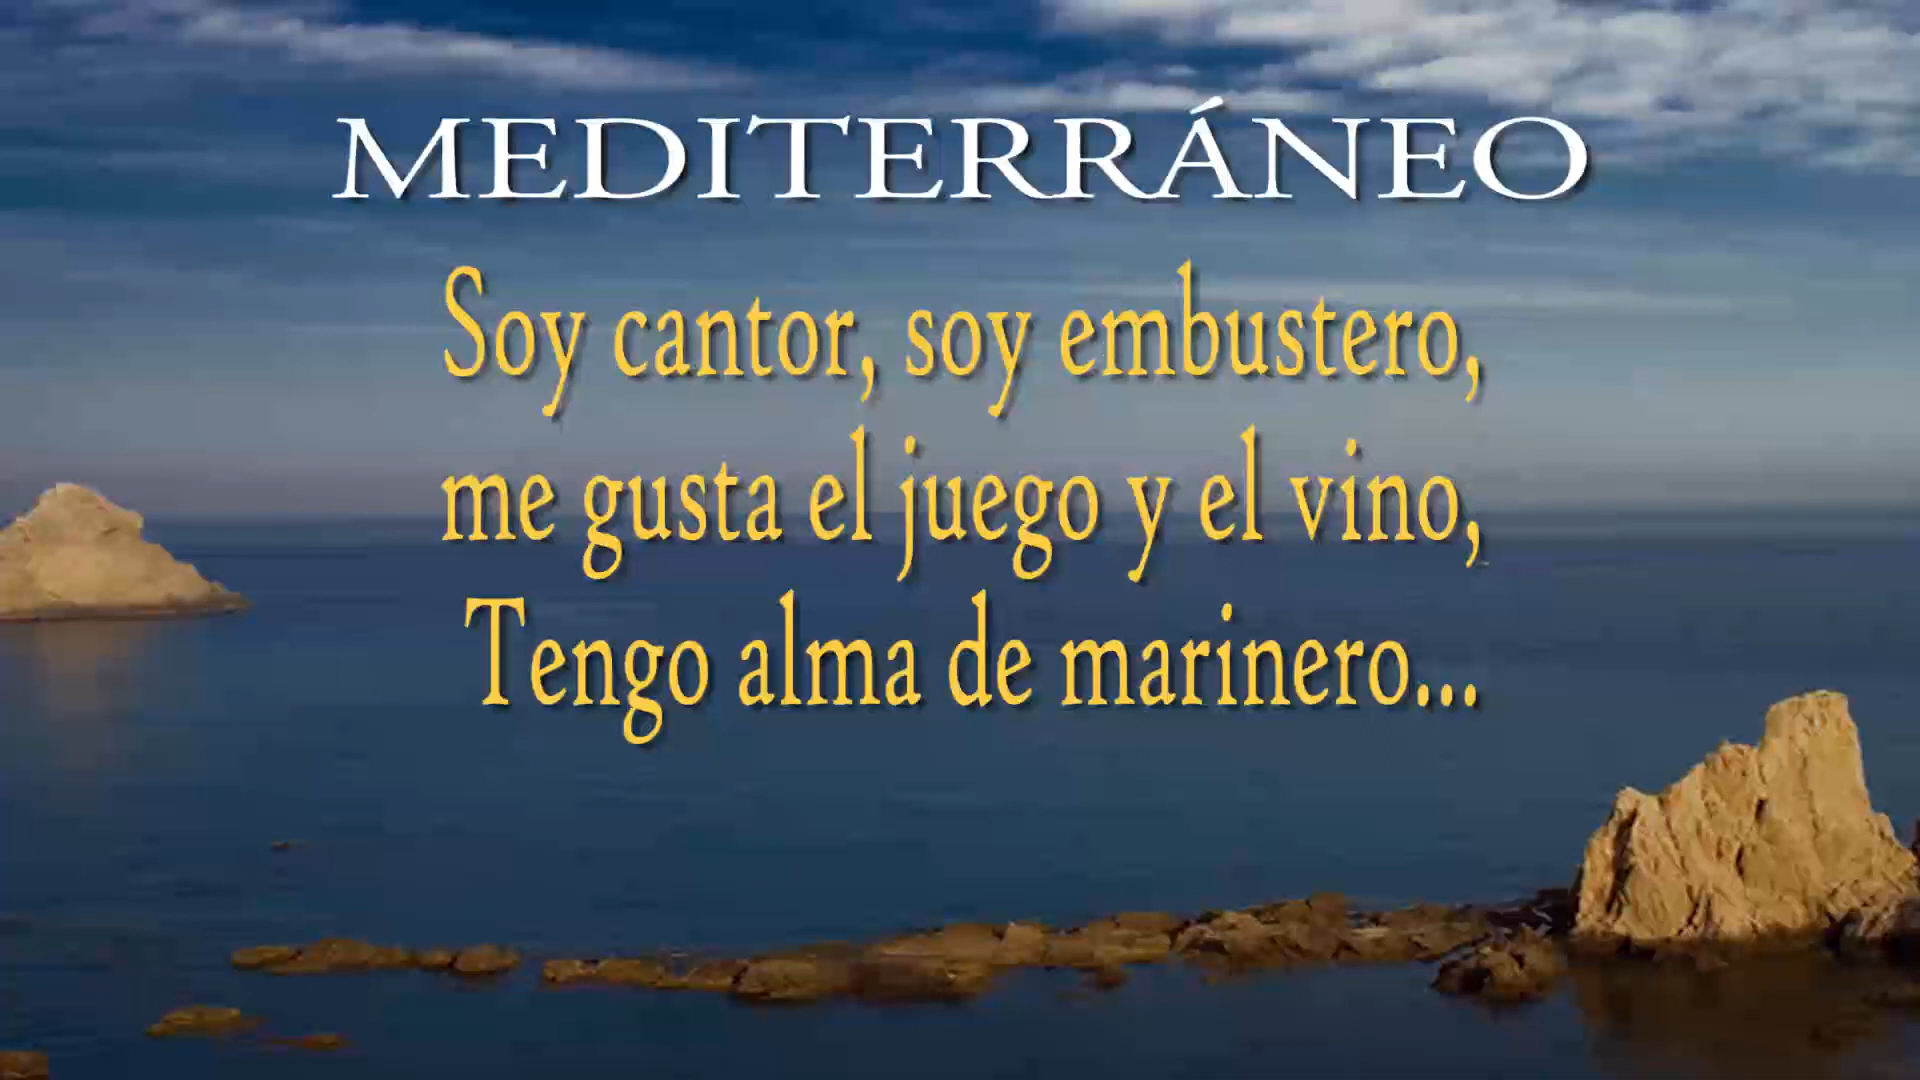 MEDITERRÁNEO
Soy cantor, soy embustero,
me gusta el juego y el vino,
Tengo alma de marinero...